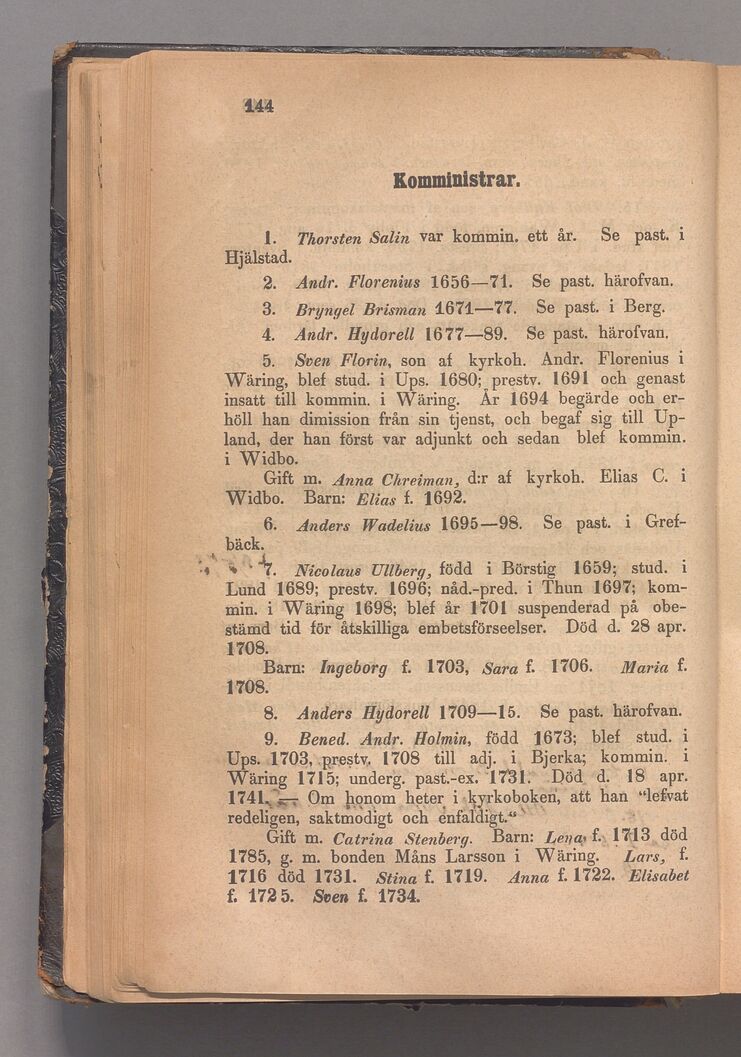 144
Komministrar.
1. Thorsten Salin var kommin. ett år. Se past. i
Hjälstad.
2. Andr. Florenius 1656—71. Se past. härofvan.
3. Bryngel Brisman 1671—77. Se past. i Berg.
4. Andr. Hydorell 1677—89. Se past. härofvan.
5. Sven Florin, son af kyrkoh. Andr. Florenius i
Wäring, blef stud. i Ups. 1680; prestv. 1691 och genast
insatt till kommin. i Wäring. År 1694 begärde och er-
höll han dimission från sin tjenst, och begaf sig till Up-
land, der han först var adjunkt och sedan blef kommin.
i Widbo.
Gift m. Anna Chreiman, d:r af kyrkoh. Elias C. i
Widbo. Barn: Elias f. 1692.
6. Anders Wadelius 1695—98. Se past. i Gref-
bäck.
7. Nicolaus Ullberg, född i Börstig 1659; stud. i
Lund 1689; prestv. 1696; nåd.-pred. i Thun 1697; kom-
min. i Wäring 1698; blef år 1701 suspenderad på obe-
stämd tid för åtskilliga embetsförseelser. Död d. 28 apr.
1708.
Barn: Ingeborg f. 1703, Sara f. 1706. Maria f.
1708.
8. Anders Hydorell 1709—15. Se past. härofvan.
9. Bened. Andr. Holmin, född 1673; blef stud. i
Ups. 1703, prestv. 1708 till adj. i Bjerka; kommin. i
Wäring 1715; underg. past.-ex. 1731. Död d. 18 apr.
1741. — Om honom heter i kyrkoboken, att han “lefvat
redeligen, saktmodigt och enfaldigt.“
Gift m. Catrina Stenberg. Barn: Lena f. 1713 död
1785, g. m. bonden Måns Larsson i Wäring. Lars, f.
1716 död 1731. Stina f. 1719. Anna f. 1722. Elisabet
f. 1725. Sven f. 1734.